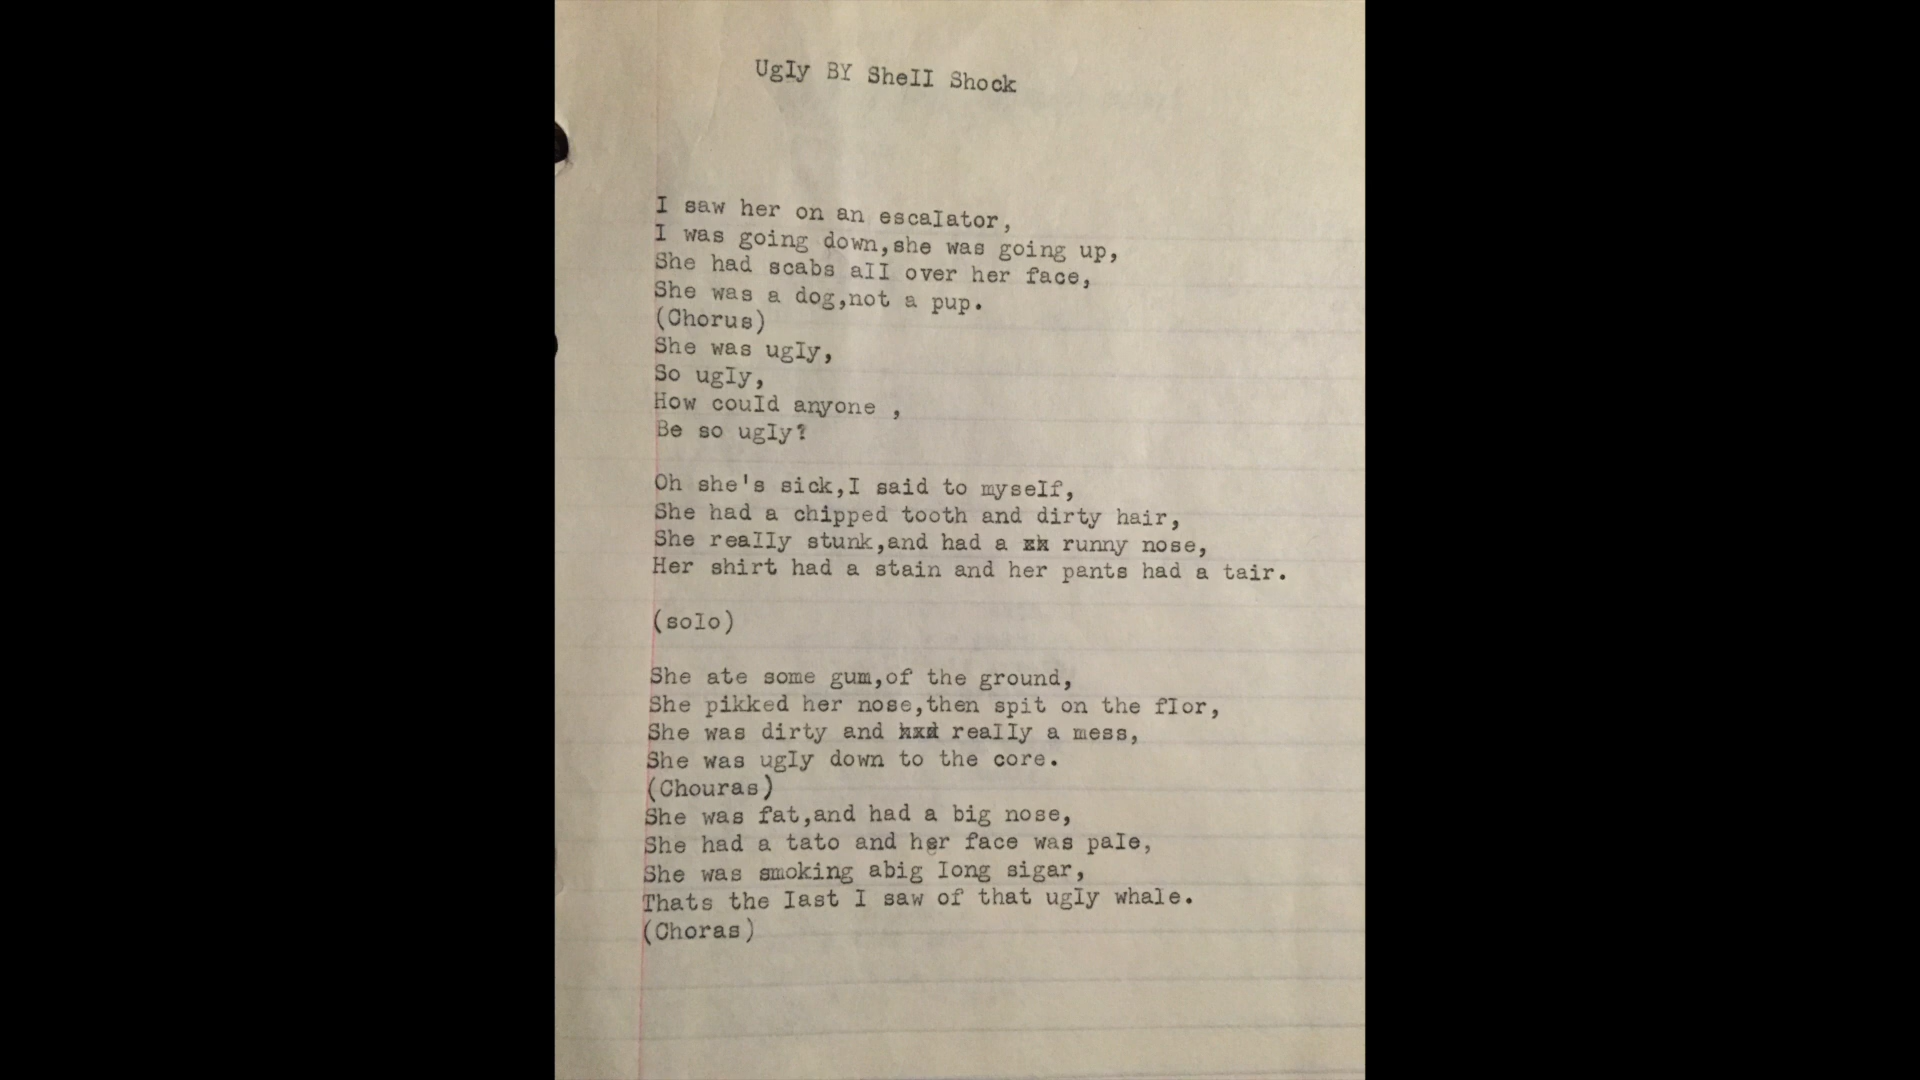 Ugly BY Shell Shock
I saw her on an escalator,
I was going down,she was going up,
She had scabs all over her face,
She was a dog,not a pup.
(Chorus)
She was ugly,
So ugly,
How could anyone ,
Be so ugly?
Oh she's sick,I said to myself,
She had a chipped tooth and dirty hair,
She really stunk,and had a runny nose,
Her shirt had a stain and her pants had a tair.
(solo)
She ate some gum,of the ground,
She pikked her nose,then spit on the flor,
She was dirty and really a mess,
She was ugly down to the core.
(Chouras)
She was fat,and had a big nose,
She had a tato and her face was pale,
She was smoking abig long sigar,
Thats the last I saw of that ugly whale.
(Choras)